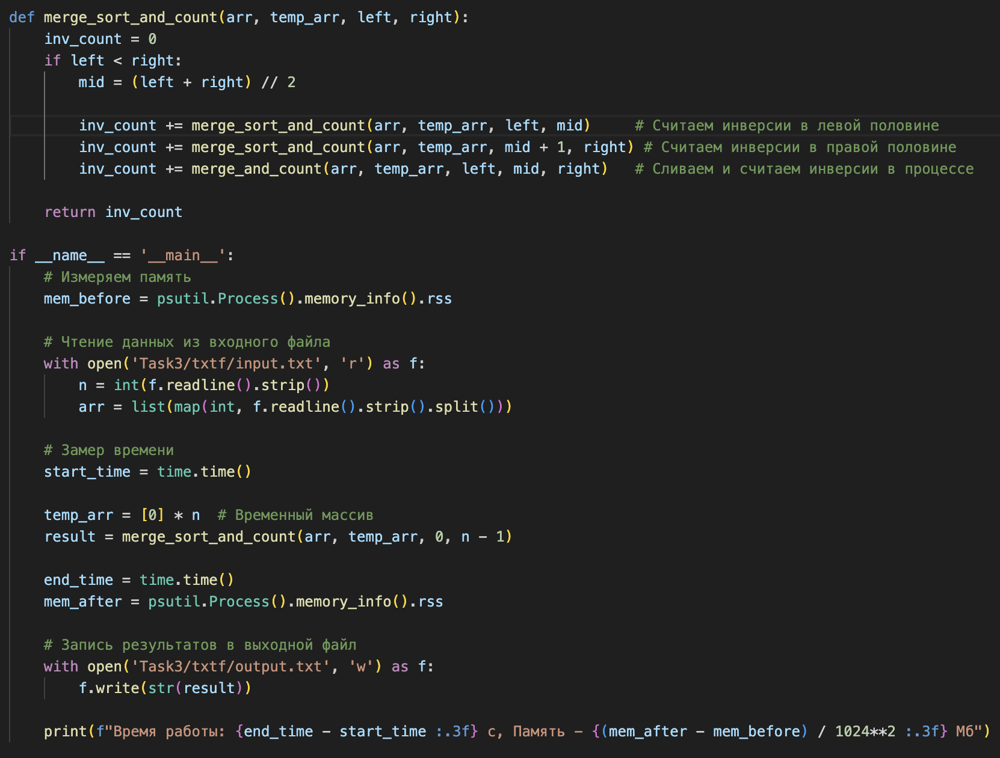 def merge_sort_and_count(arr, temp_arr, left, right):
    inv_count = 0
    if left < right:
        mid = (left + right) // 2

        inv_count += merge_sort_and_count(arr, temp_arr, left, mid)     # Считаем инверсии в левой половине
        inv_count += merge_sort_and_count(arr, temp_arr, mid + 1, right) # Считаем инверсии в правой половине
        inv_count += merge_and_count(arr, temp_arr, left, mid, right)   # Сливаем и считаем инверсии в процессе

    return inv_count

if __name__ == '__main__':
    # Измеряем память
    mem_before = psutil.Process().memory_info().rss

    # Чтение данных из входного файла
    with open('Task3/txtf/input.txt', 'r') as f:
        n = int(f.readline().strip())
        arr = list(map(int, f.readline().strip().split()))

    # Замер времени
    start_time = time.time()

    temp_arr = [0] * n  # Временный массив
    result = merge_sort_and_count(arr, temp_arr, 0, n - 1)

    end_time = time.time()
    mem_after = psutil.Process().memory_info().rss

    # Запись результатов в выходной файл
    with open('Task3/txtf/output.txt', 'w') as f:
        f.write(str(result))

    print(f"Время работы: {end_time - start_time :.3f} с, Память - {(mem_after - mem_before) / 1024**2 :.3f} Мб")